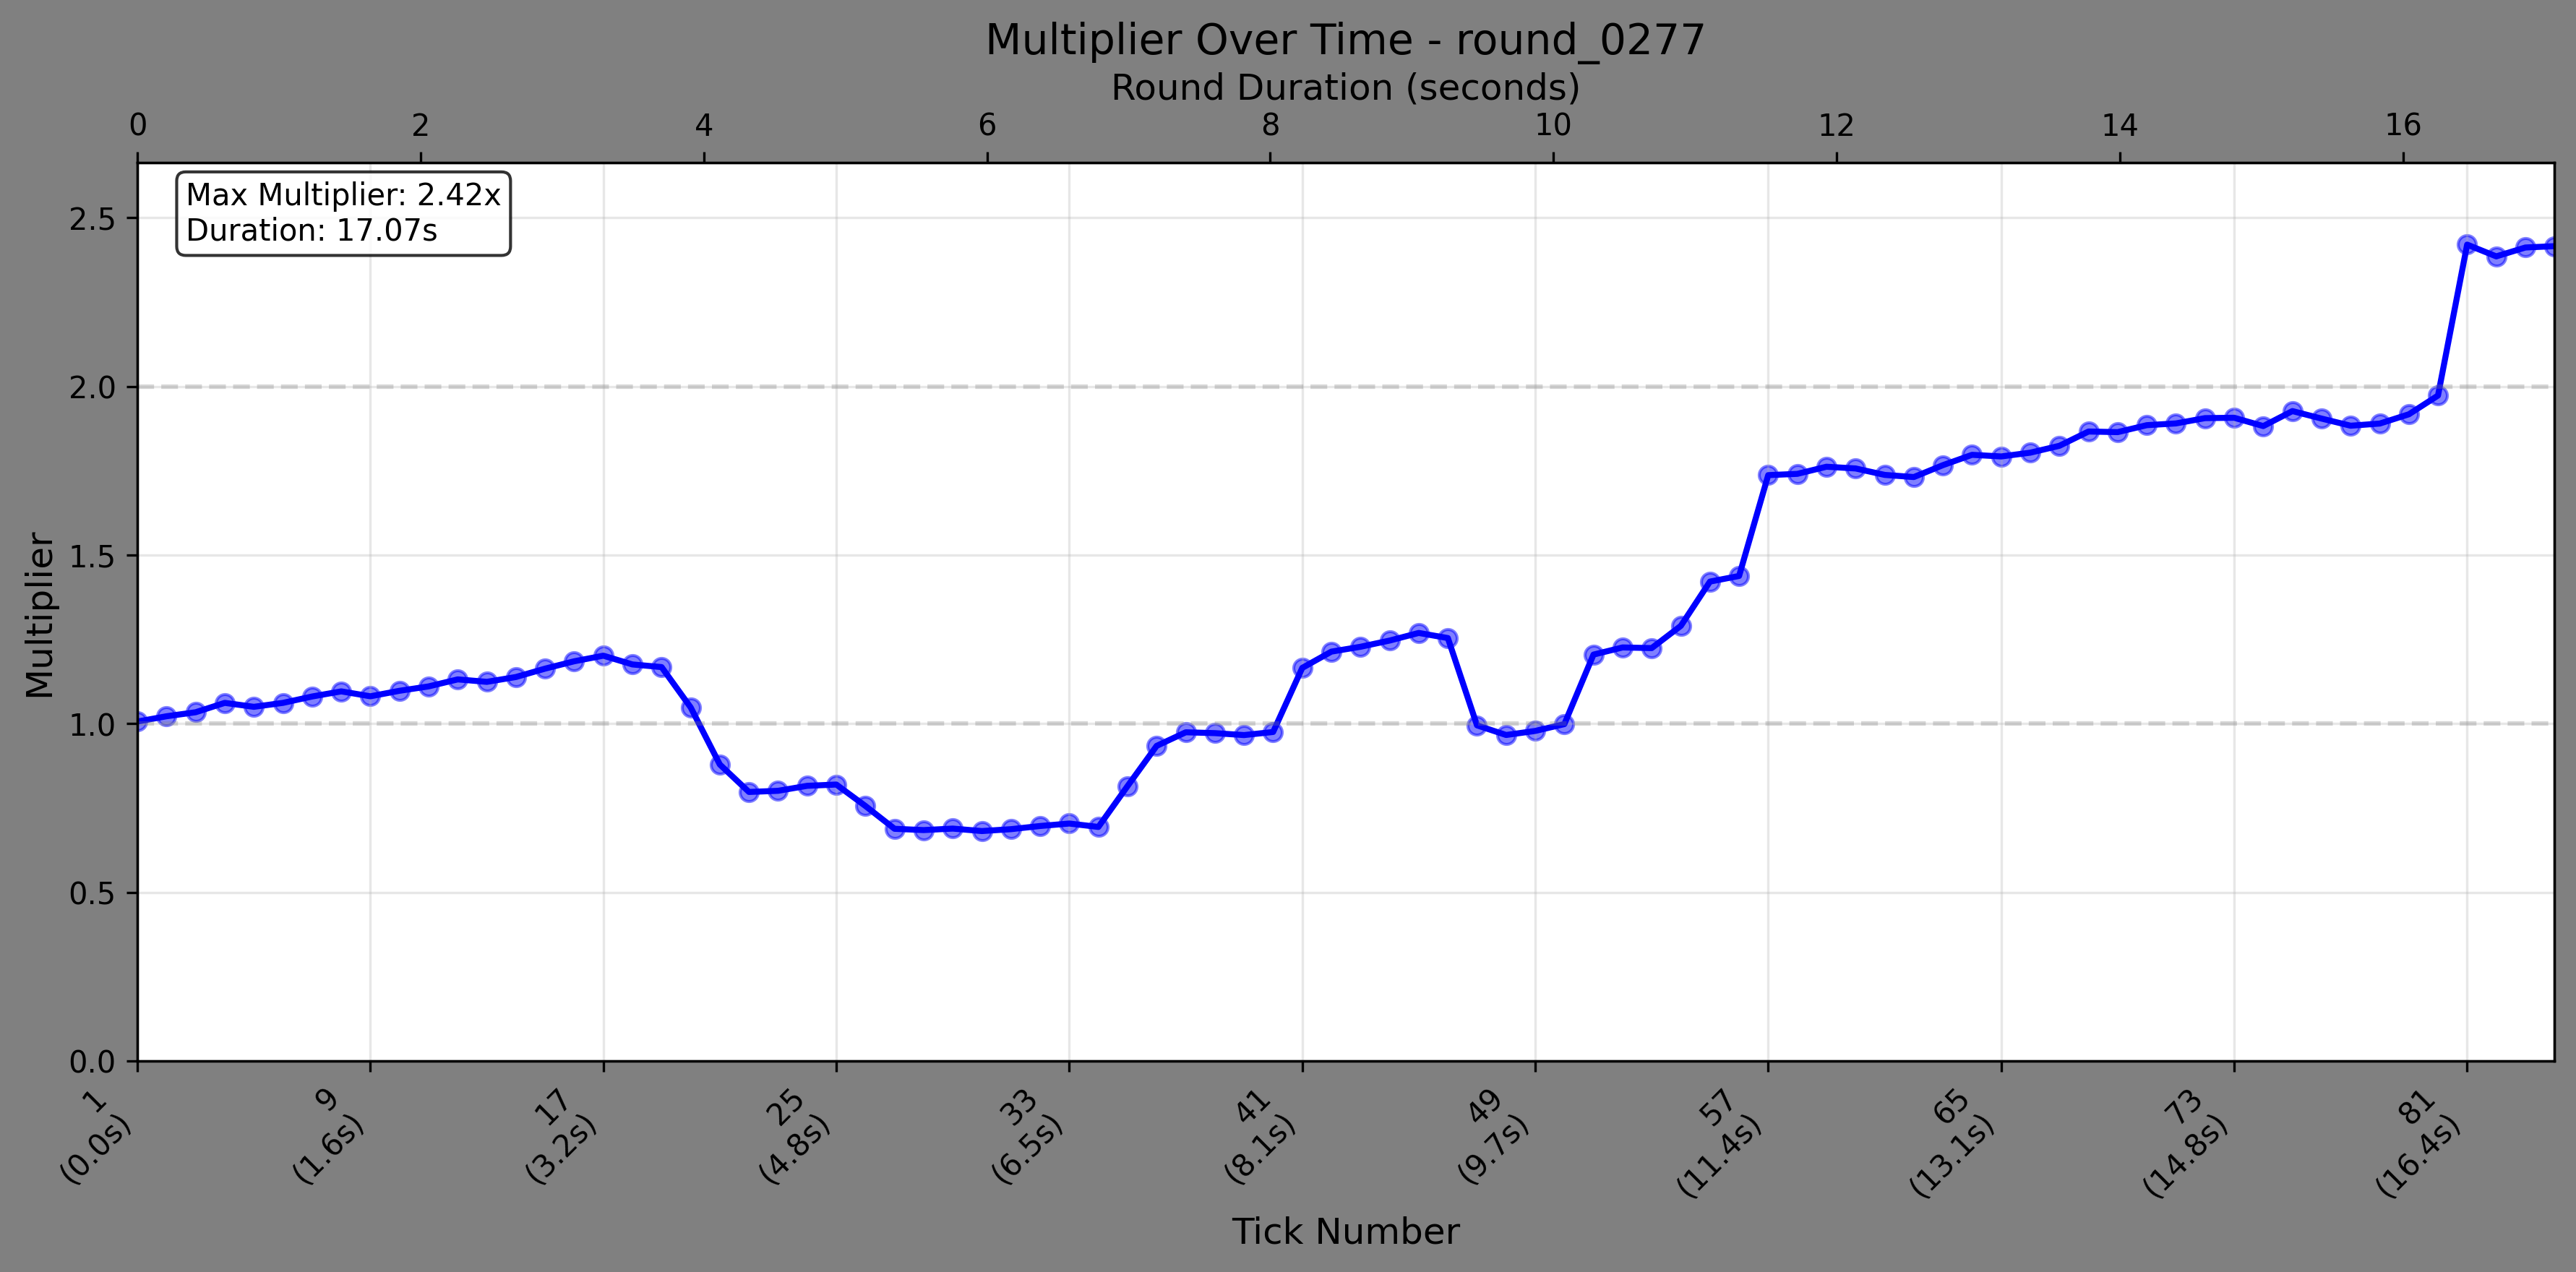 Multiplier Over Time - round_0277
Round Duration (seconds)
0 2 4 6 8 10 12 14 16
Max Multiplier: 2.42x
Duration: 17.07s
Multiplier
2.5
2.0
1.5
1.0
0.5
0.0
1
(0.0s)
9
(1.6s)
17
(3.2s)
25
(4.8s)
33
(6.5s)
41
(8.1s)
49
(9.7s)
57
(11.4s)
65
(13.1s)
73
(14.8s)
81
(16.4s)
Tick Number